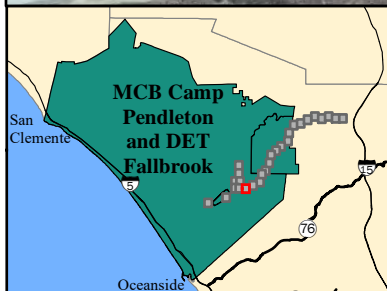 MCB Camp
Pendleton
and DET
Fallbrook
San
Clemente
5
15
76
Oceanside